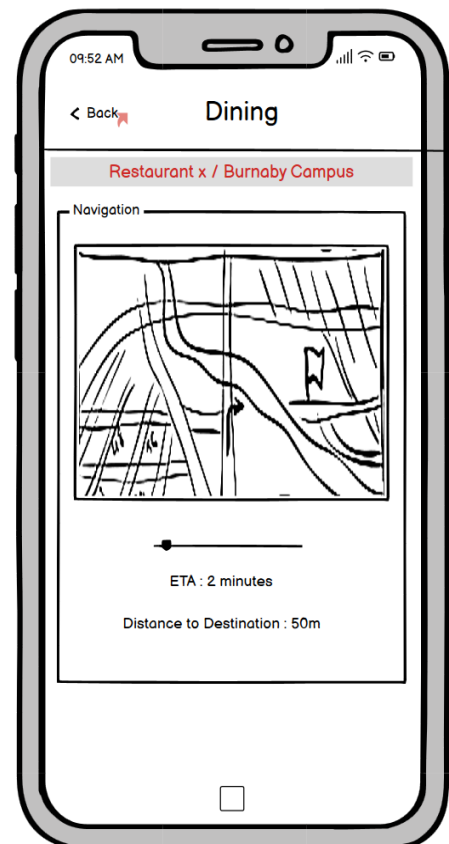 09:52 AM
Back
Dining
Restaurant x / Burnaby Campus
Navigation
ETA : 2 minutes
Distance to Destination : 50m